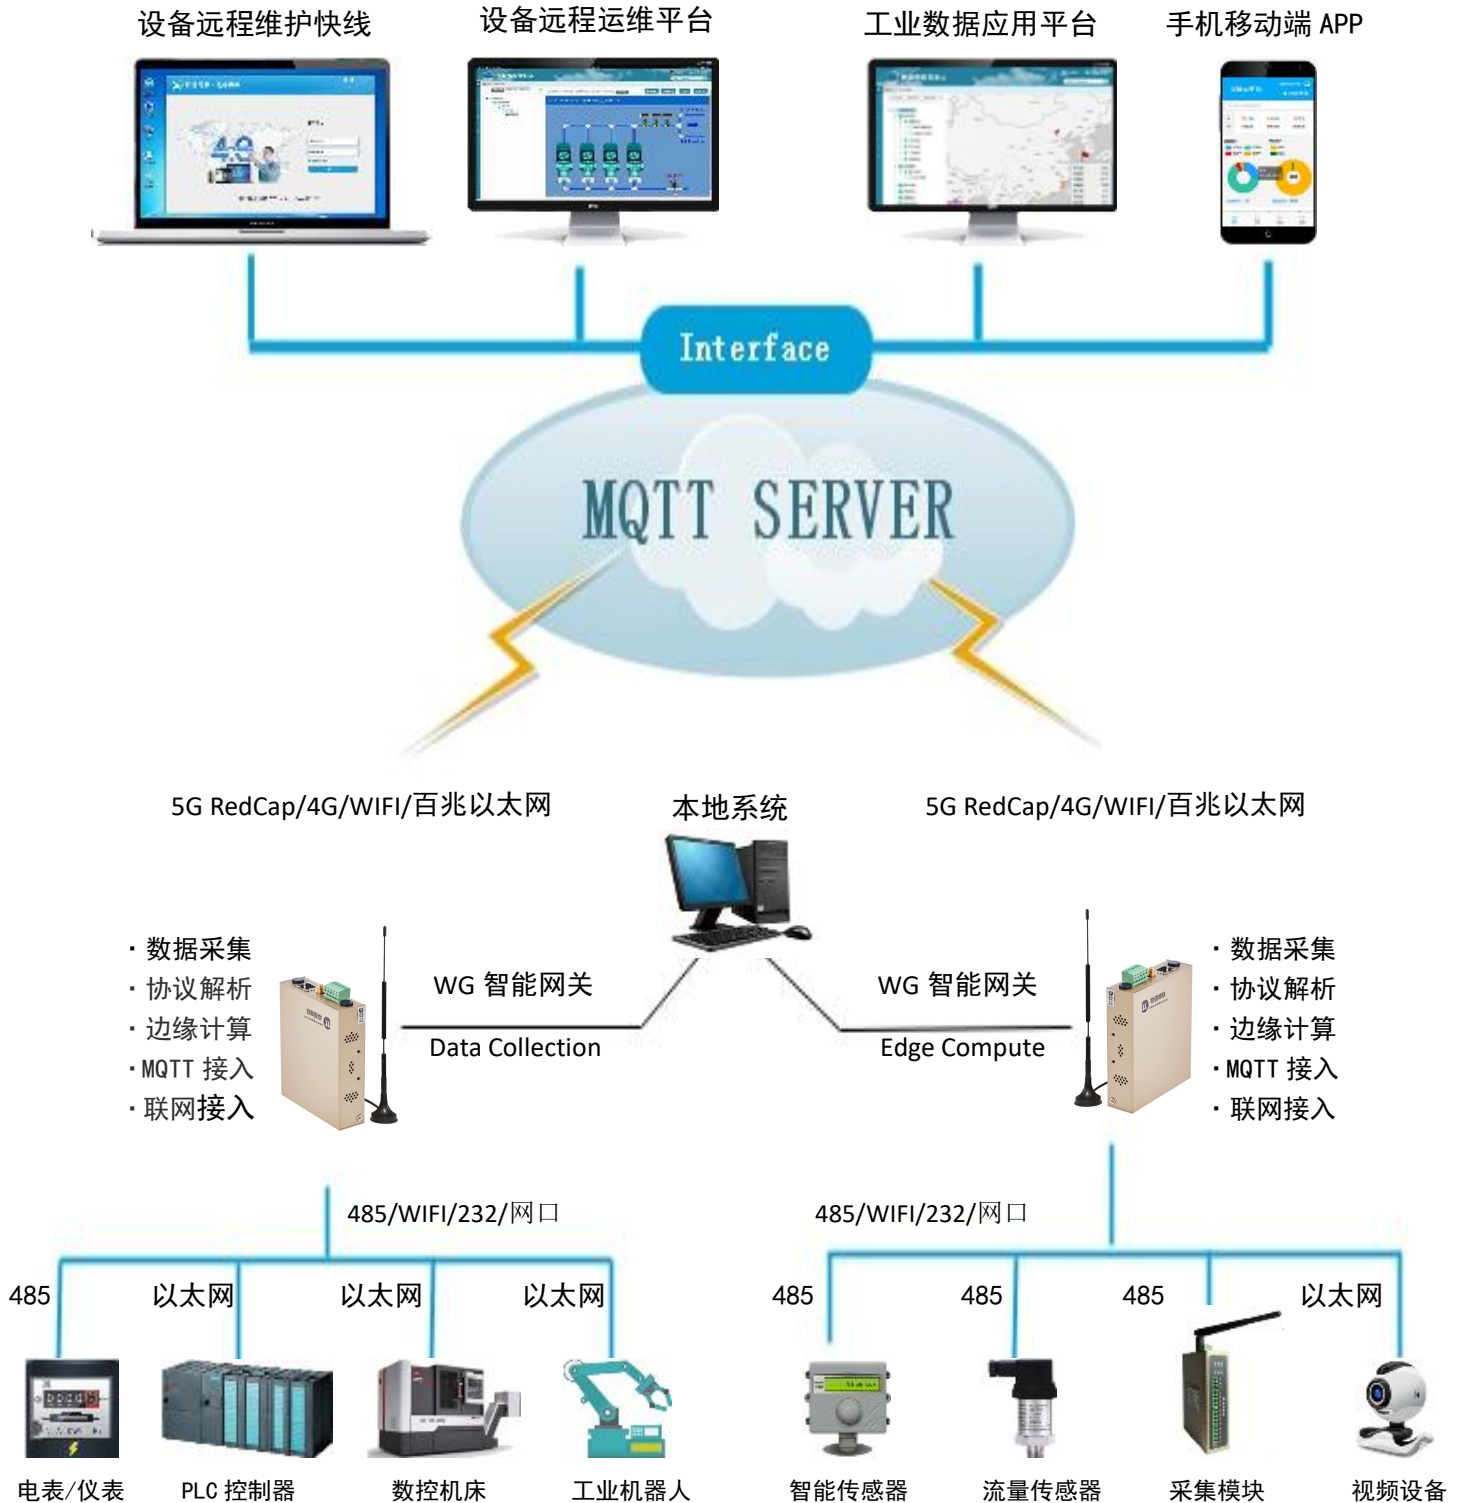 设备远程维护快线
设备远程运维平台
工业数据应用平台
手机移动端 APP
Interface
MQTT SERVER
5G RedCap/4G/WIFI/百兆以太网
本地系统
5G RedCap/4G/WIFI/百兆以太网
·数据采集
·协议解析
·边缘计算
·MQTT 接入
·联网接入
WG 智能网关
Data Collection
WG 智能网关
Edge Compute
·数据采集
·协议解析
·边缘计算
·MQTT 接入
·联网接入
485/WIFI/232/网口
485/WIFI/232/网口
485
以太网
以太网
以太网
485
485
485
以太网
电表/仪表
PLC 控制器
数控机床
工业机器人
智能传感器
流量传感器
采集模块
视频设备